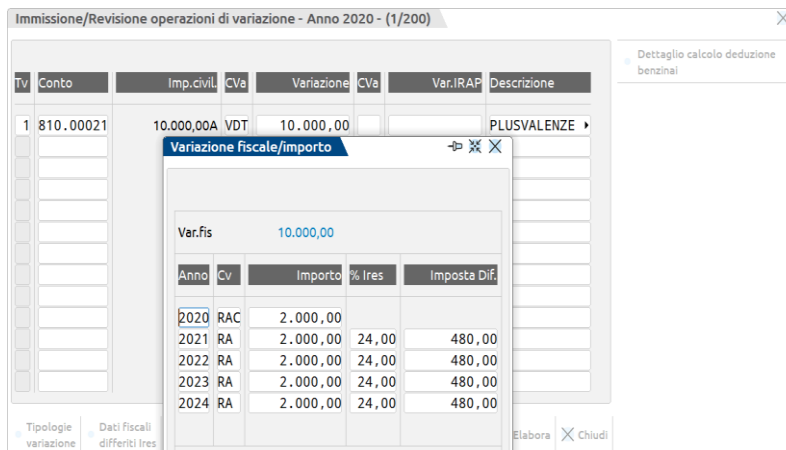 Immissione/Revisione operazioni di variazione - Anno 2020 - (1/200)
Dettaglio calcolo deduzione
benzinai
Tv Conto Imp.civil. CVa Variazione CVa Var.IRAP Descrizione
1 810.00021 10.000,00A VDT 10.000,00 PLUSVALENZE
Variazione fiscale/importo
Var.fis 10.000,00
Anno Cv Importo % Ires Imposta Dif.
2020 RAC 2.000,00
2021 RA 2.000,00 24,00 480,00
2022 RA 2.000,00 24,00 480,00
2023 RA 2.000,00 24,00 480,00
2024 RA 2.000,00 24,00 480,00
Tipologie
variazione
Dati fiscali
differiti Ires
Elabora
Chiudi